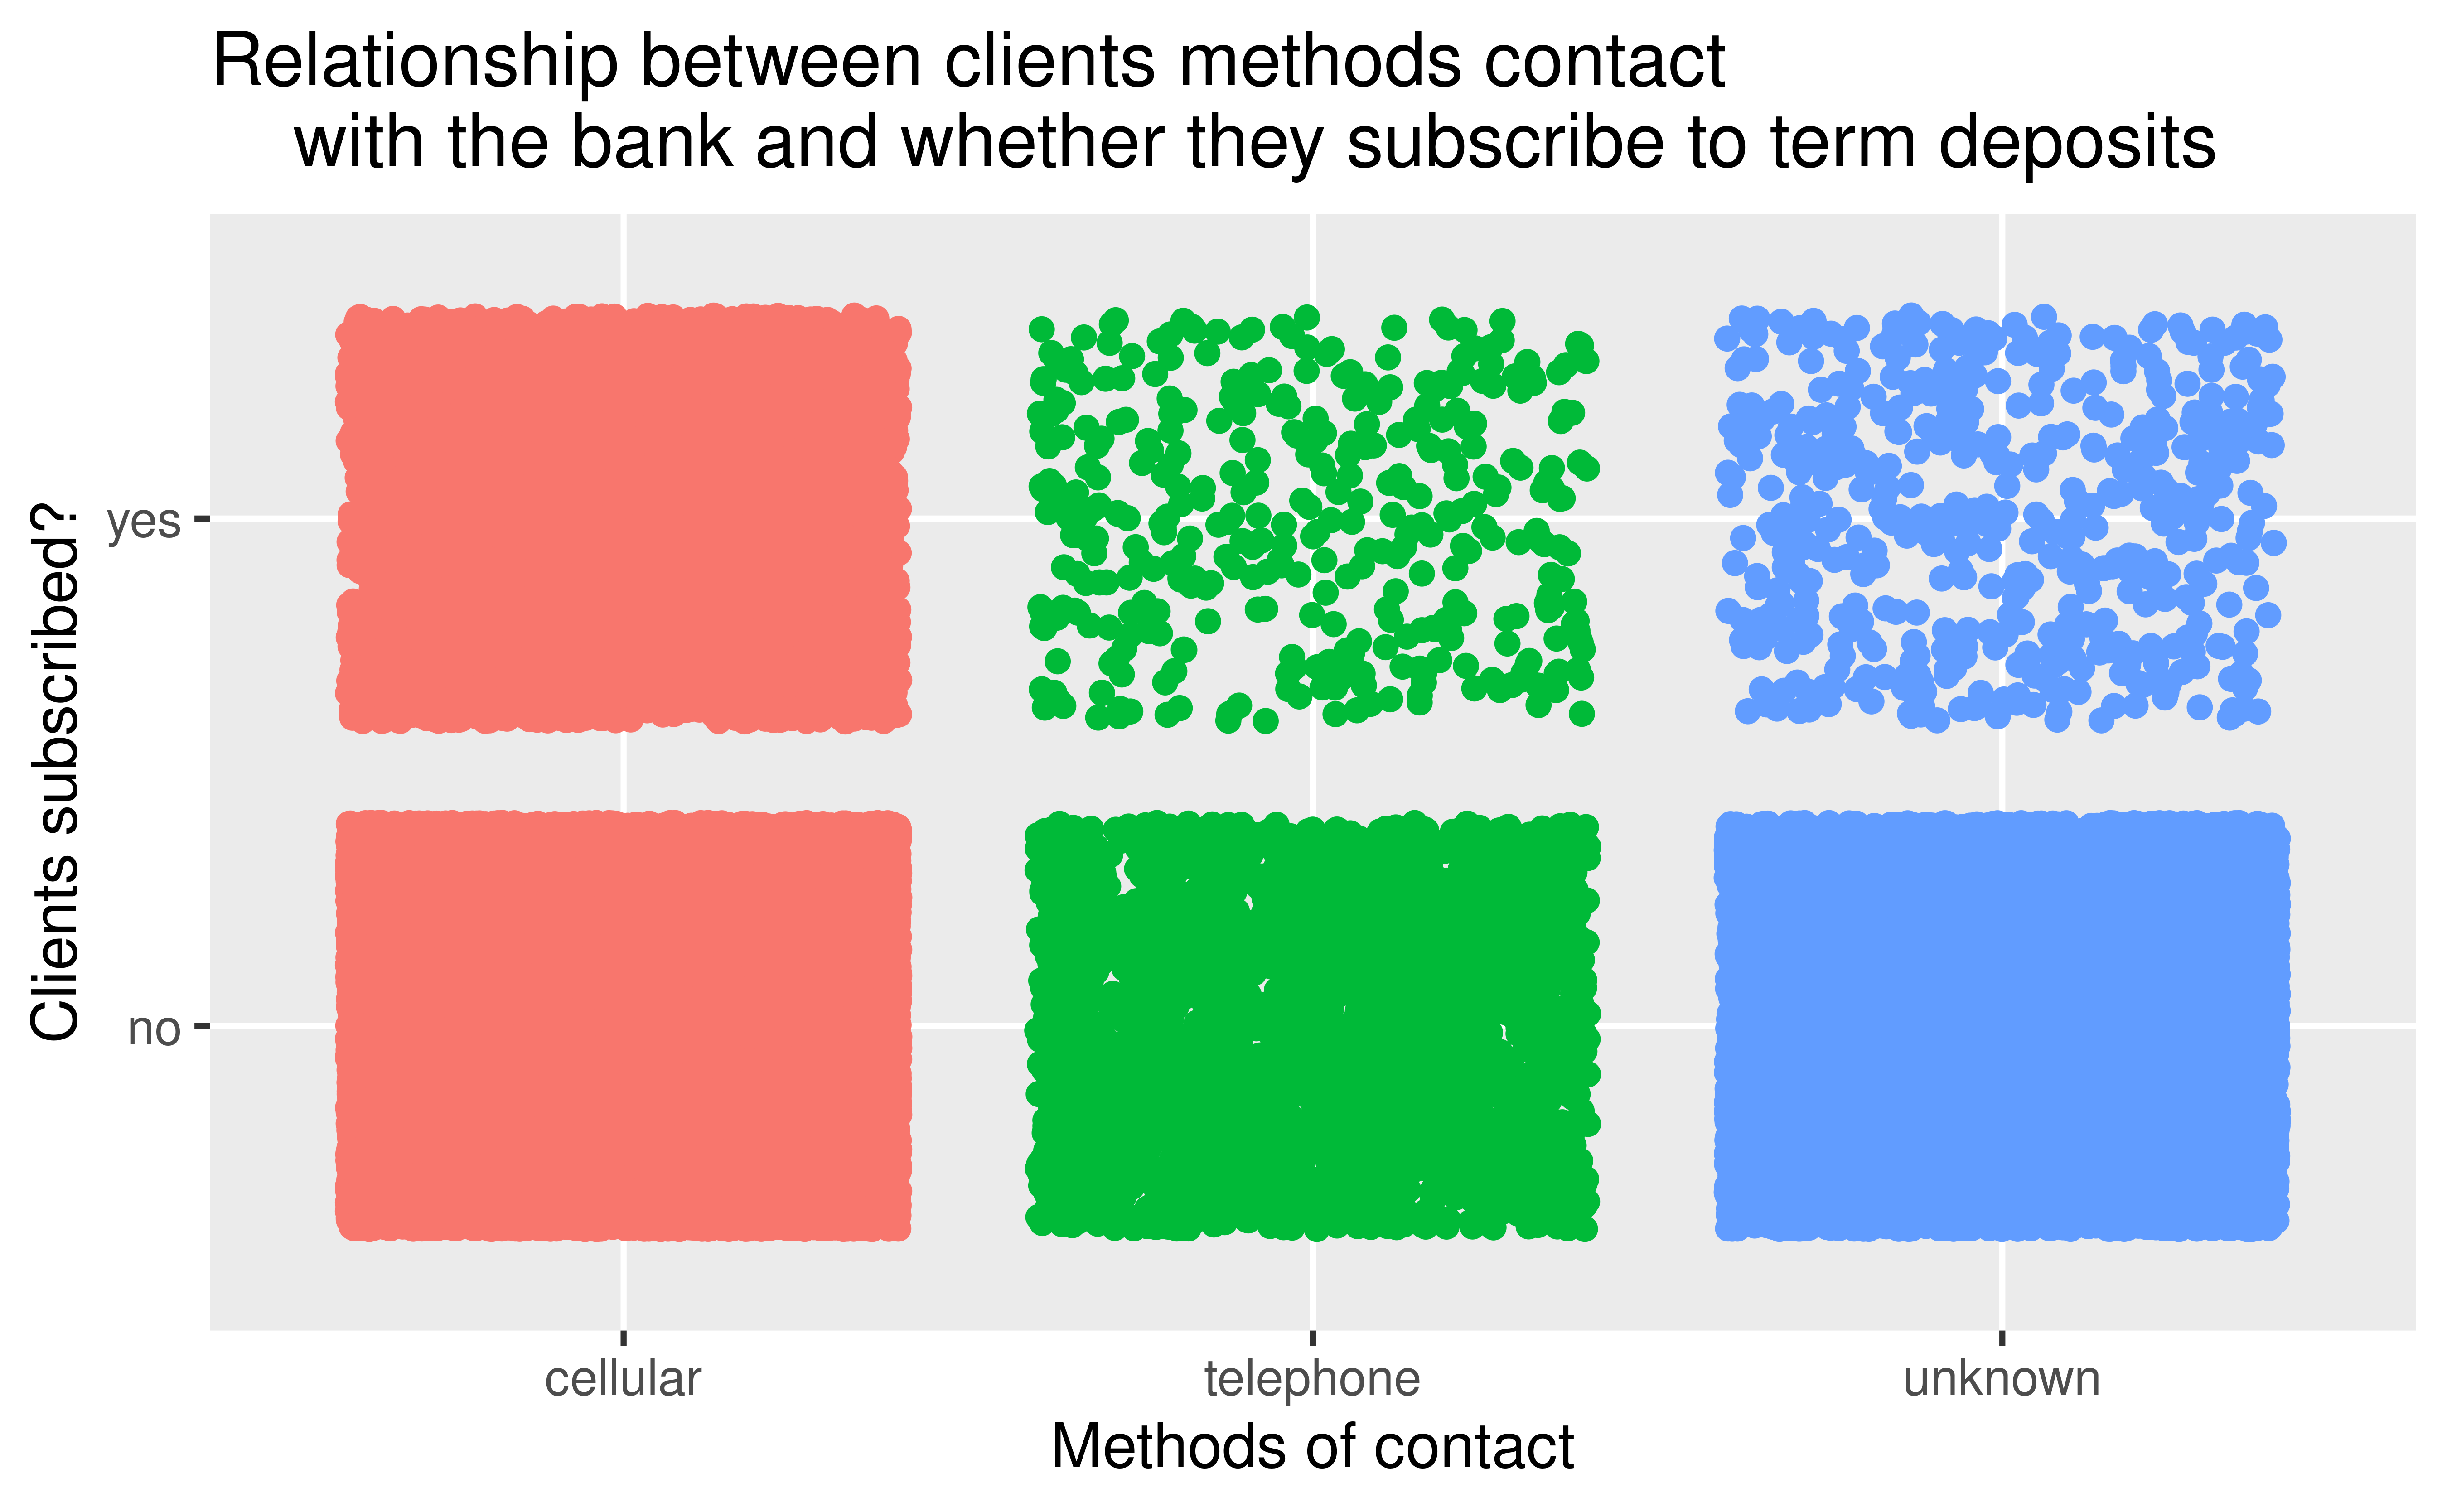 Relationship between clients methods contact
with the bank and whether they subscribe to term deposits
Clients subscribed?
yes
no
cellular
telephone
unknown
Methods of contact